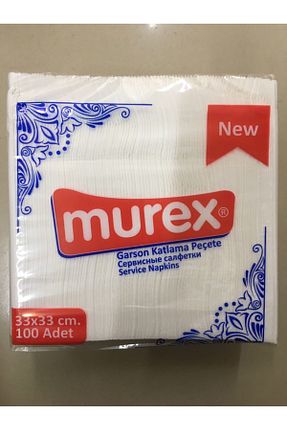 New
murex®
Garson Katlama Peçete
Сервисные салфетки
Service Napkins
33x33 cm.
100 Adet